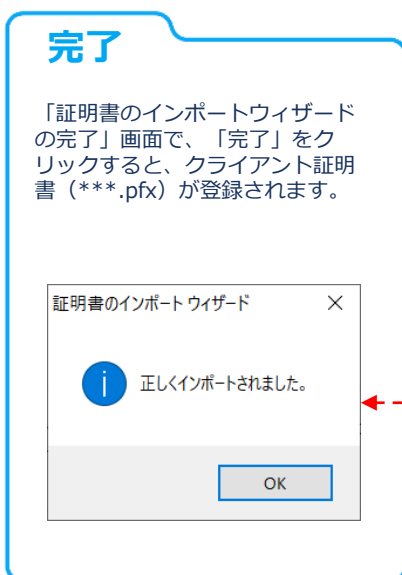 完了
「証明書のインポートウィザード
の完了」画面で、「完了」をク
リックすると、クライアント証明
書（***.pfx）が登録されます。
証明書のインポート ウィザード
正しくインポートされました。
OK